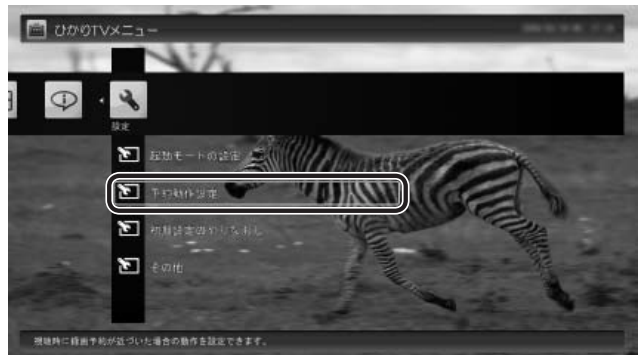 ひかりTVメニュー
設定
起動モードの設定
予約動作設定
初期設定のやりなおし
その他
視聴時に録画予約が近づいた場合の動作を設定できます。